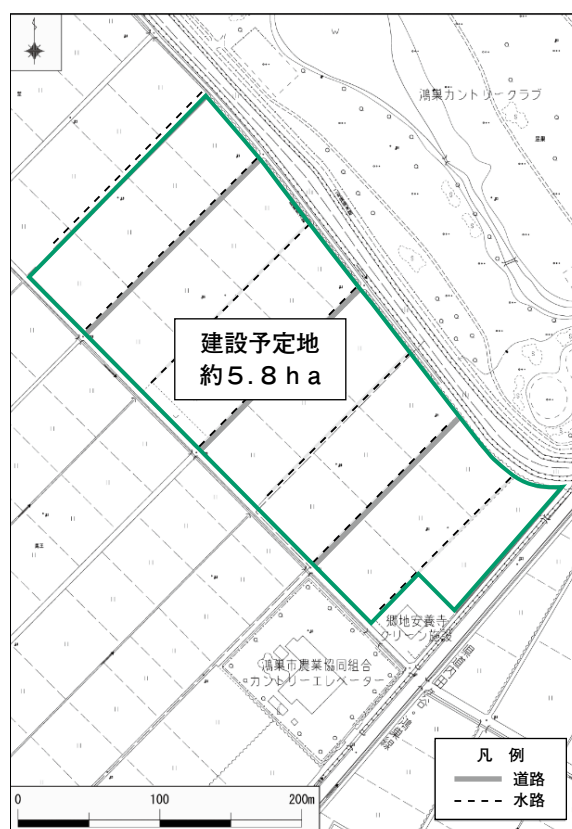 鴻巣カントリークラブ
建設予定地
約5.8ha
郷地安養寺
クリーン施設
鴻巣市農業協同組合
カントリーエレベーター
凡 例
道路
水路
0 100 200m